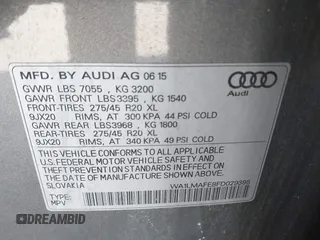 MFD. BY AUDI AG 06 15
GVWR LBS 7055 , KG 3200
GAWR FRONT LBS3395, KG 1540
FRONT-TIRES 275/45 R20 XL
9JX20 RIMS, AT 300 KPA 44 PSI COLD
GAWR REAR LBS3968, KG 1800
REAR-TIRES 275/45 R20 XL
9JX20 RIMS, AT 340 KPA 49 PSI COLD
Audi
THIS VEHICLE CONFORMS TO ALL APPLICABLE
U.S. FEDERAL MOTOR VEHICLE SAFETY STANDARDS
IN EFFECT ON THE DATE OF MANUFACTURE
SHOWN ABOVE.
SLOVAKIA
TYPE:
MPV
DREAMBID